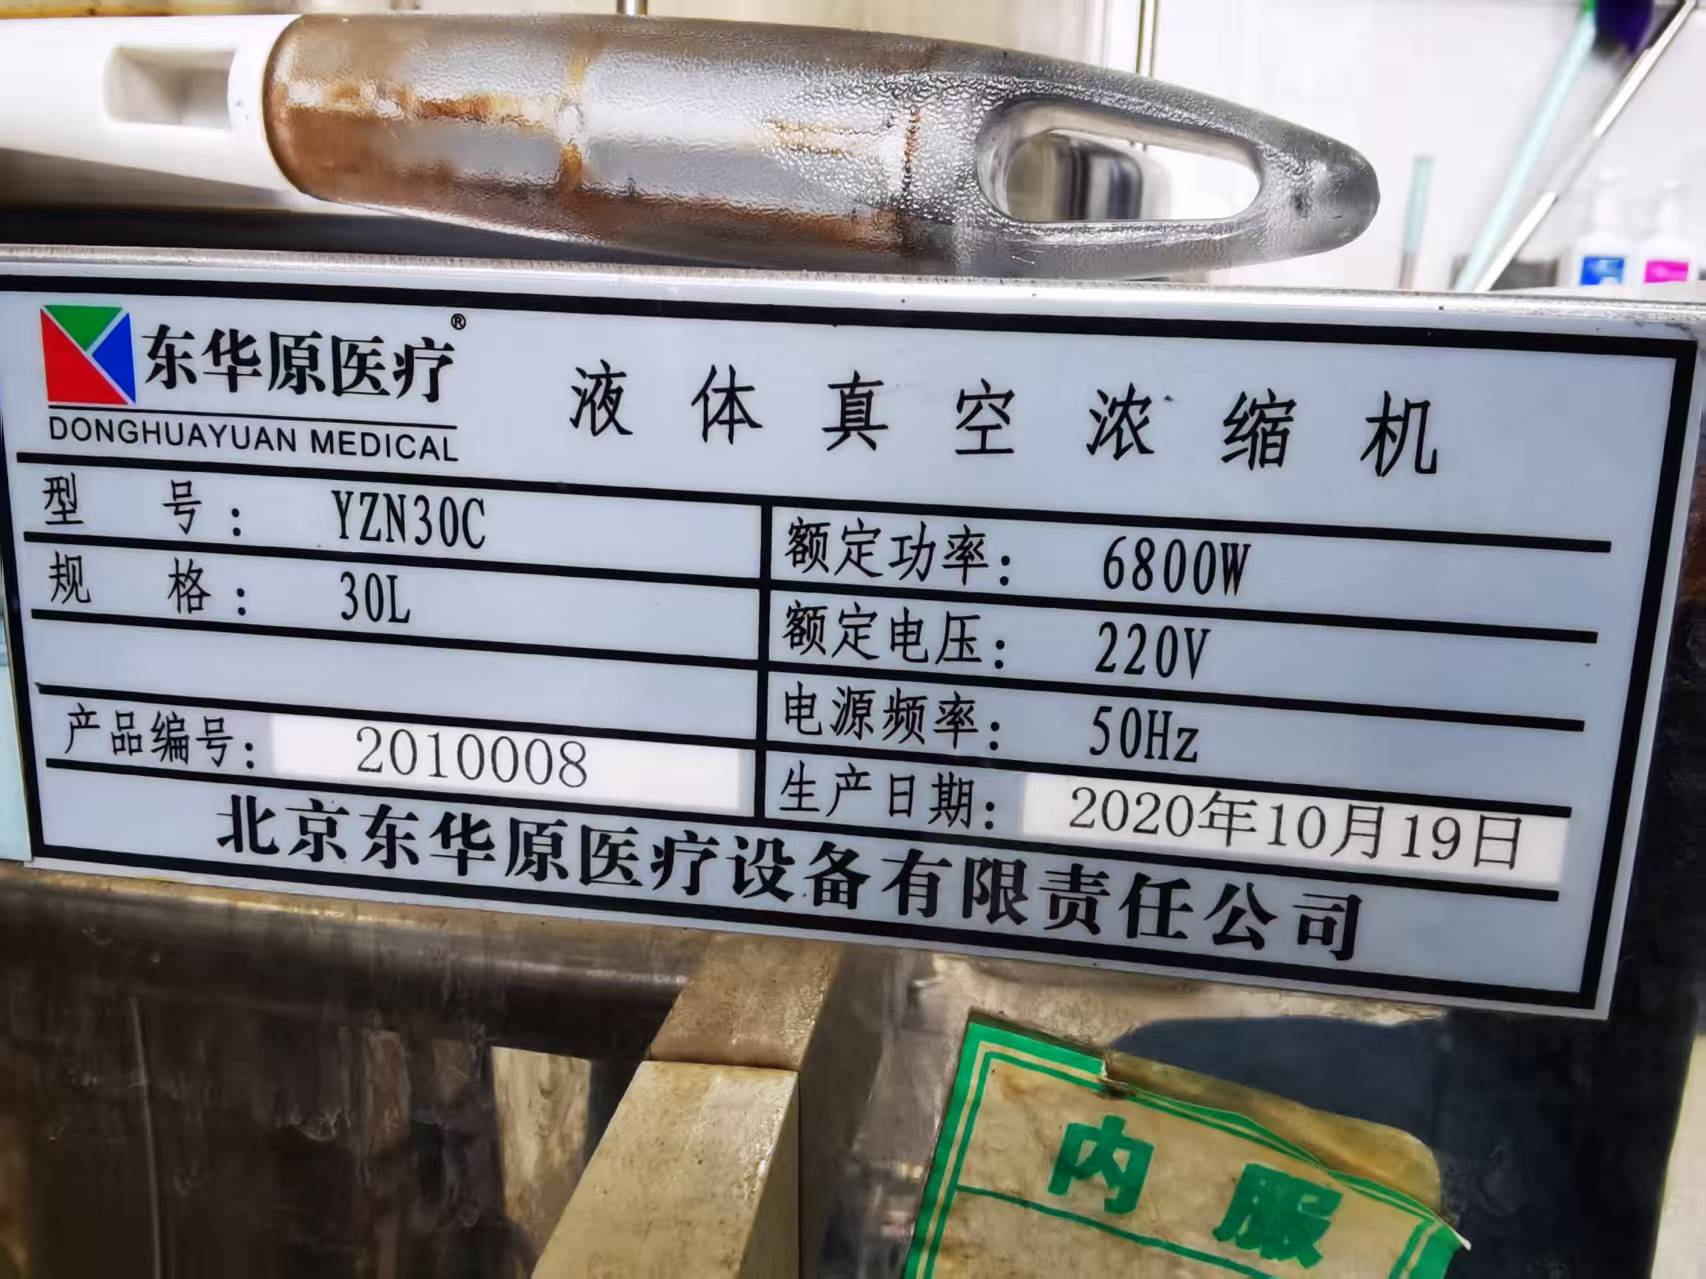 东华原医疗®
DONGHUAYUAN MEDICAL
液体真空浓缩机
型号: YZN30C
额定功率: 6800W
规格: 30L
额定电压: 220V
电源频率: 50Hz
产品编号: 2010008
生产日期: 2020年10月19日
北京东华原医疗设备有限责任公司
内服